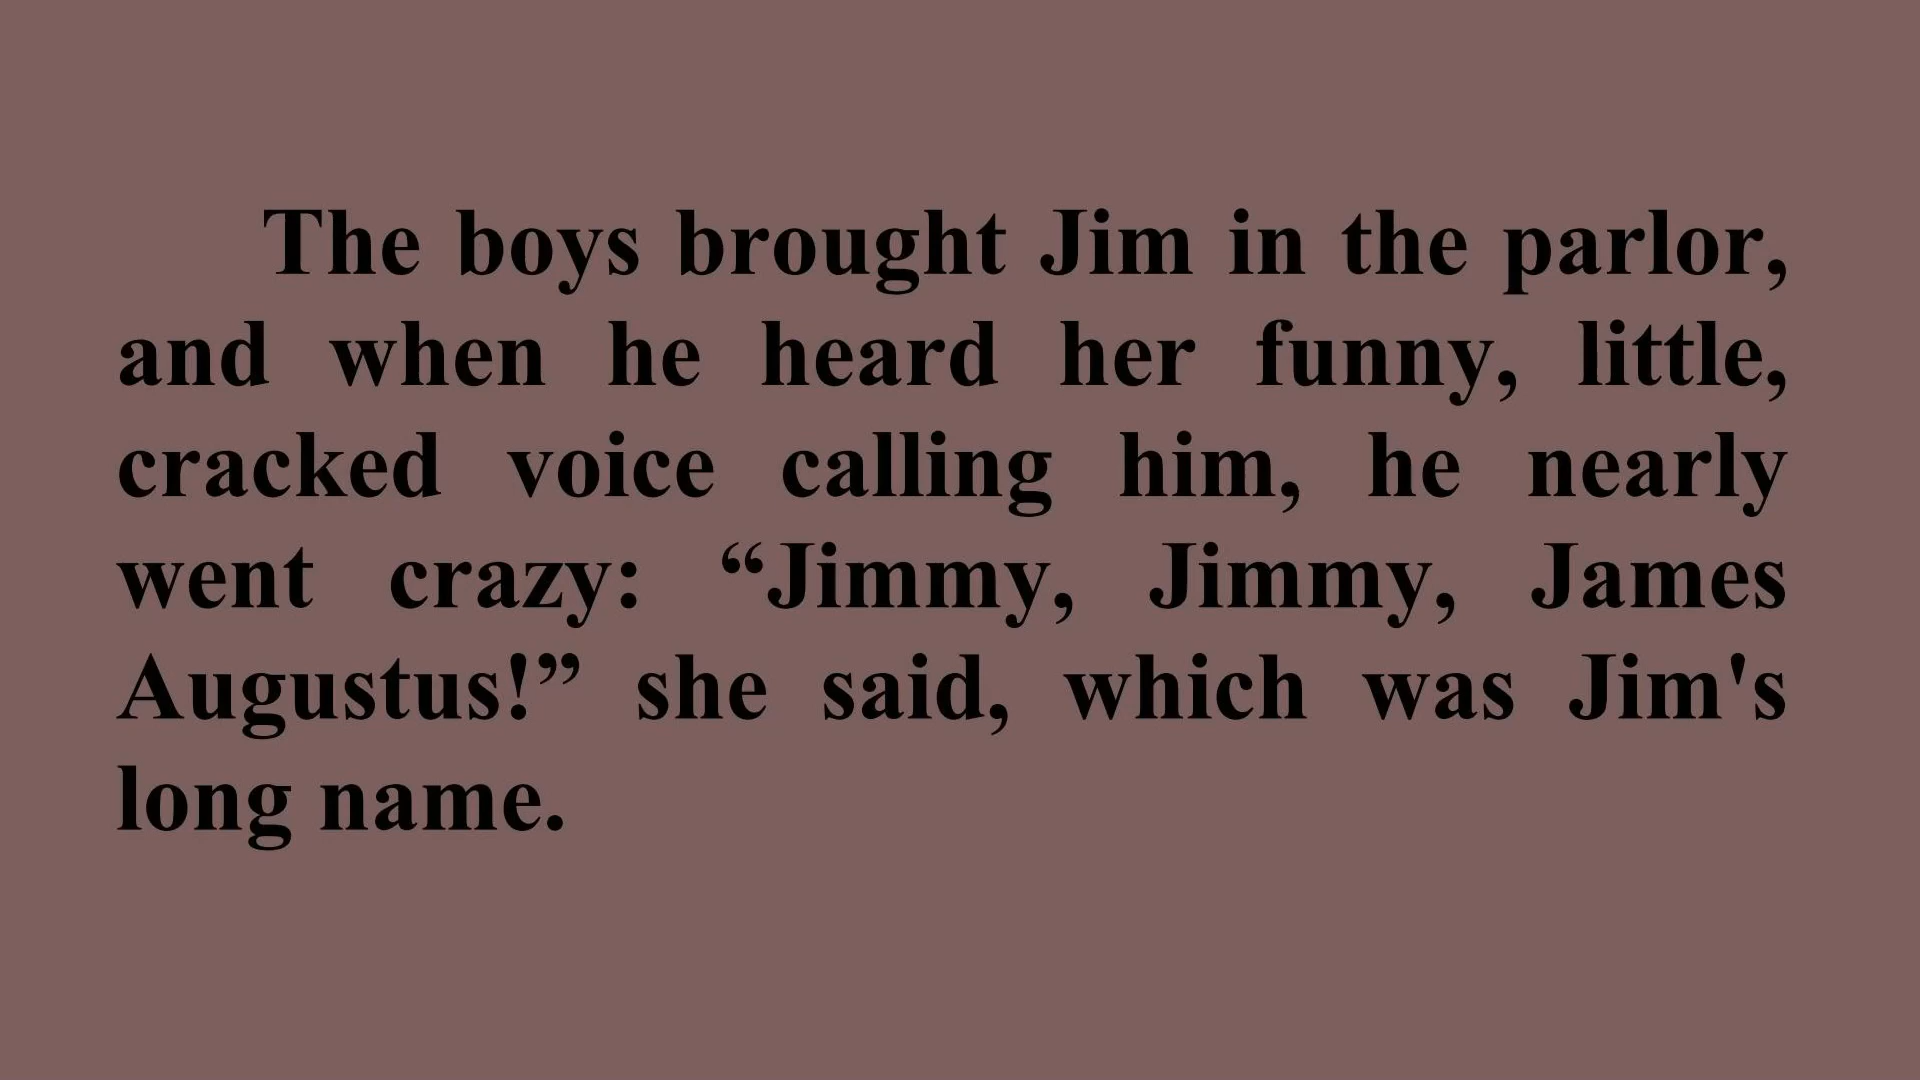 The boys brought Jim in the parlor,
and when he heard her funny, little,
cracked voice calling him, he nearly
went crazy: “Jimmy, Jimmy, James
Augustus!” she said, which was Jim's
long name.